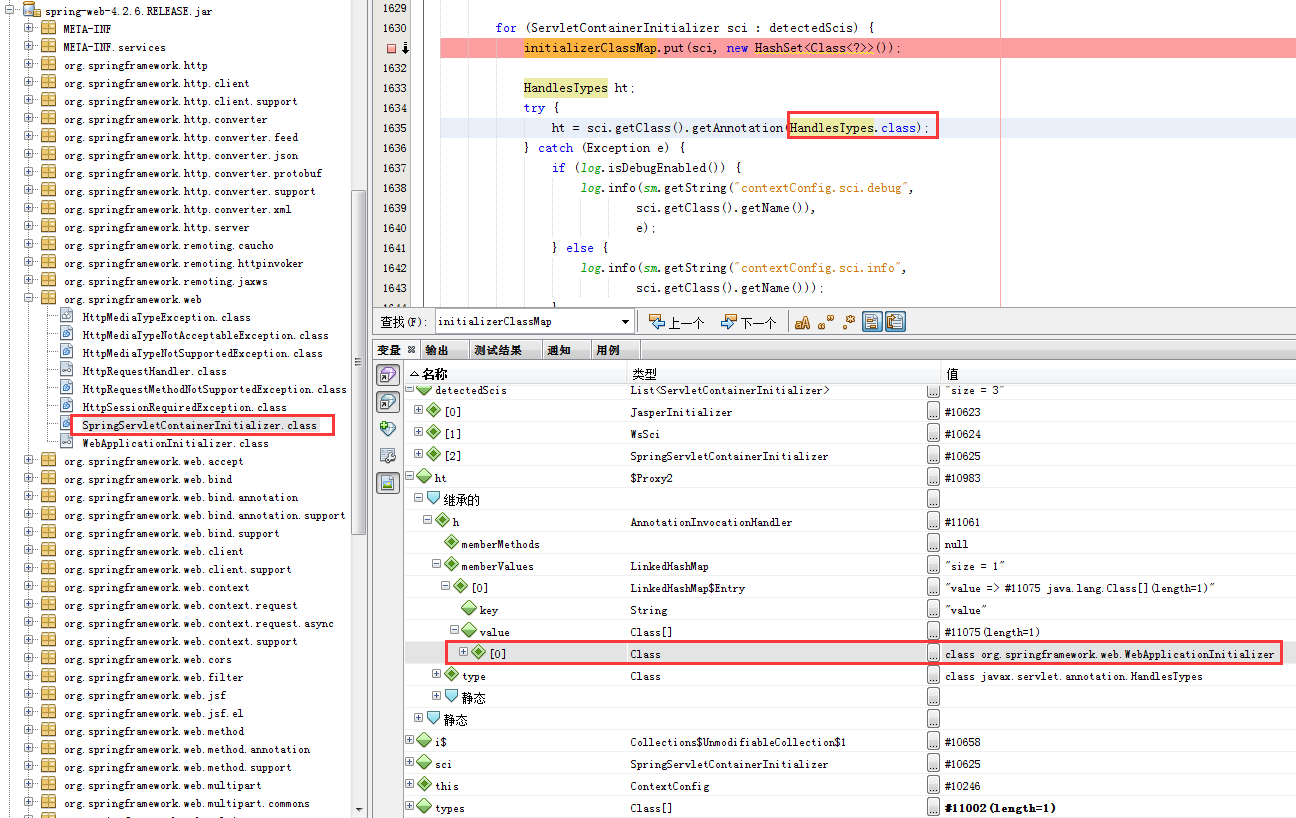 spring-web-4.2.6.RELEASE.jar
META-INF
META-INF.services
org.springframework.http
org.springframework.http.client
org.springframework.http.client.support
org.springframework.http.converter
org.springframework.http.converter.feed
org.springframework.http.converter.json
org.springframework.http.converter.protobuf
org.springframework.http.converter.support
org.springframework.http.converter.xml
org.springframework.http.server
org.springframework.remoting.caucho
org.springframework.remoting.httpinvoker
org.springframework.remoting.jaxws
org.springframework.web
HttpMediaTypeException.class
HttpMediaTypeNotAcceptableException.class
HttpMediaTypeNotSupportedException.class
HttpRequestHandler.class
HttpRequestMethodNotSupportedException.class
HttpSessionRequiredException.class
SpringServletContainerInitializer.class
WebApplicationInitializer.class
org.springframework.web.accept
org.springframework.web.bind
org.springframework.web.bind.annotation
org.springframework.web.bind.annotation.support
org.springframework.web.bind.support
org.springframework.web.client
org.springframework.web.client.support
org.springframework.web.context
org.springframework.web.context.request
org.springframework.web.context.request.async
org.springframework.web.context.support
org.springframework.web.cors
org.springframework.web.filter
org.springframework.web.jsf
org.springframework.web.jsf.el
org.springframework.web.method
org.springframework.web.method.annotation
org.springframework.web.method.support
org.springframework.web.multipart
org.springframework.web.multipart.commons
1629
1630 for (ServletContainerInitializer sci : detectedScis) {
initializerClassMap.put(sci, new HashSet<Class<?>>());
1632
1633 HandlesTypes ht;
1634 try {
1635 ht = sci.getClass().getAnnotation(HandlesTypes.class);
1636 } catch (Exception e) {
1637 if (log.isDebugEnabled()) {
1638 log.info(sm.getString("contextConfig.sci.debug",
1639 sci.getClass().getName()),
1640 e);
1641 } else {
1642 log.info(sm.getString("contextConfig.sci.info",
1643 sci.getClass().getName()));
1644 }
查找(F): initializerClassMap 上一个 下一个
变量 输出 测试结果 通知 用例
名称 类型 值
detectedScis List<ServletContainerInitializer> ... "size = 3"
[0] JasperInitializer ... #10623
[1] WsSci ... #10624
[2] SpringServletContainerInitializer ... #10625
ht $Proxy2 ... #10983
继承的 ...
h AnnotationInvocationHandler ... #11061
memberMethods ... null
memberValues LinkedHashMap ... "size = 1"
[0] LinkedHashMap$Entry ... "value => #11075 java.lang.Class[](length=1)"
key String ... "value"
value Class[] ... #11075(length=1)
[0] Class ... class org.springframework.web.WebApplicationInitializer
type Class ... class javax.servlet.annotation.HandlesTypes
静态 ...
静态 ...
i$ Collections$UnmodifiableCollection$1 ... #10658
sci SpringServletContainerInitializer ... #10625
this ContextConfig ... #10246
types Class[] ... #11002(length=1)